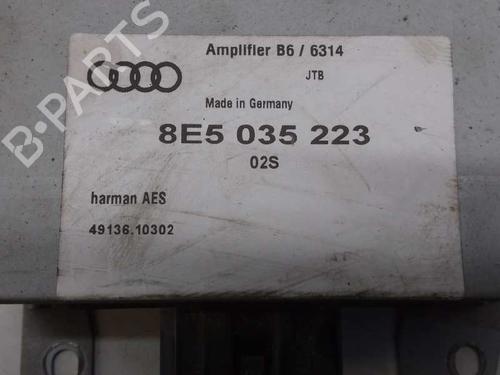 Amplifier B6 / 6314
JTB
Made in Germany
8E5 035 223
02S
harman AES
49136.10302
B-PARTS